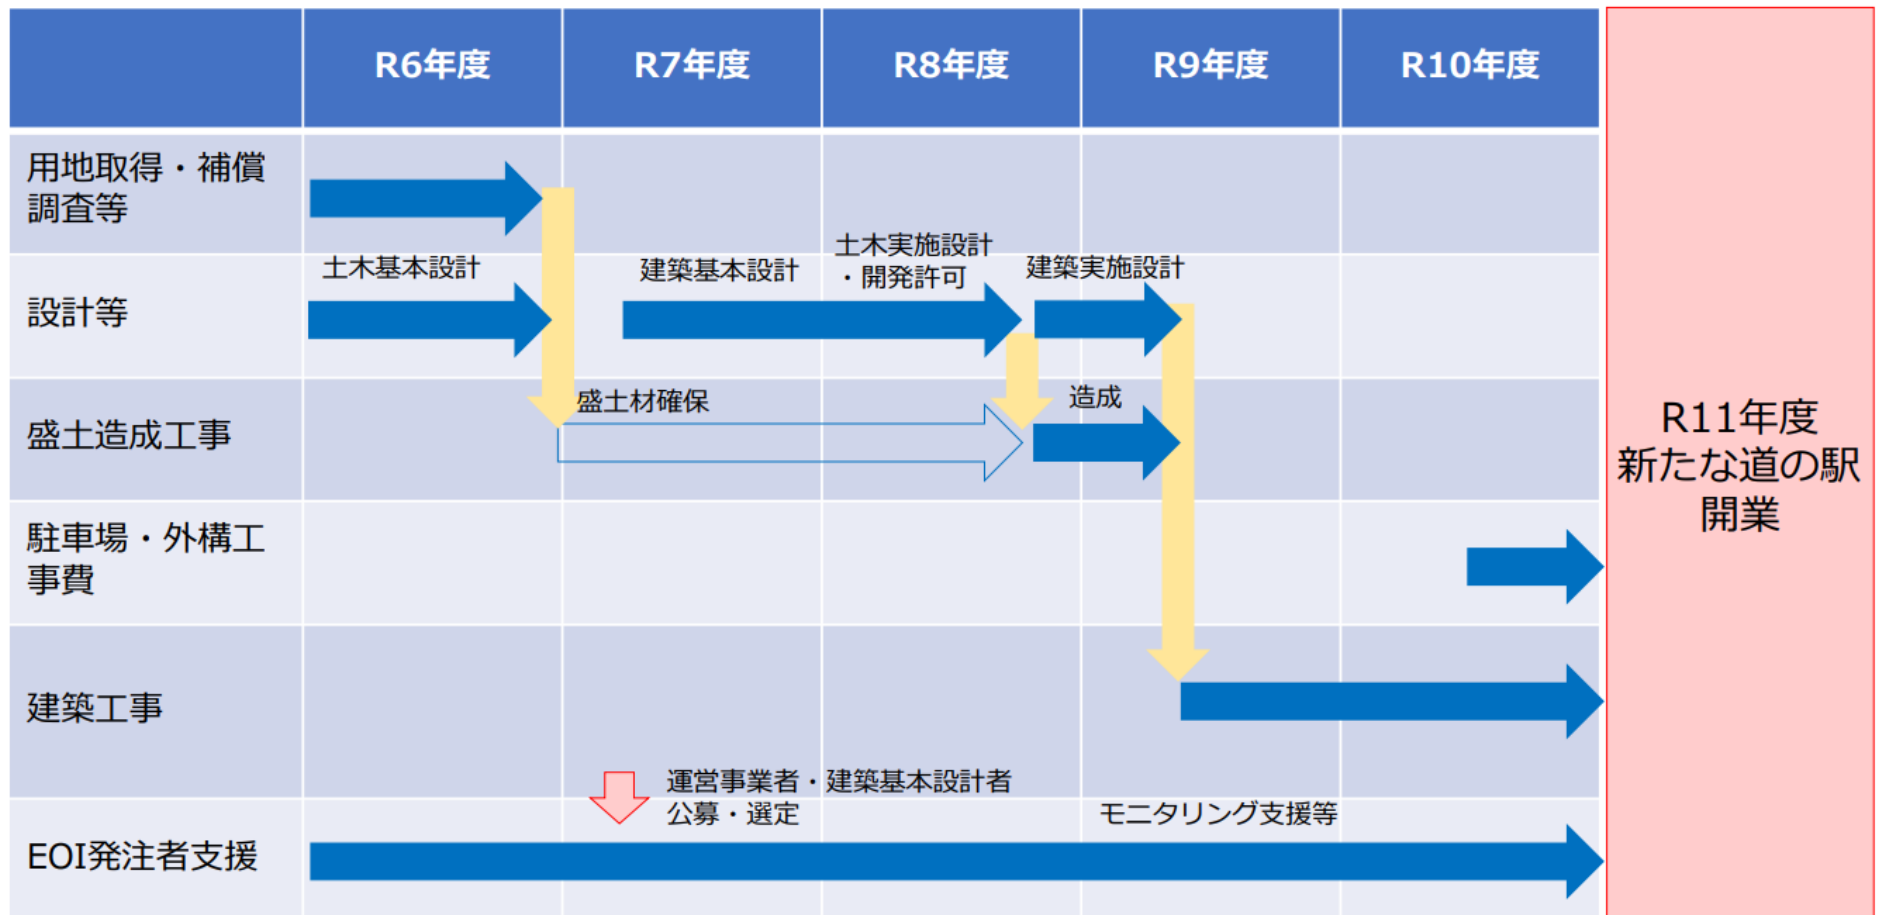 R6年度
R7年度
R8年度
R9年度
R10年度
用地取得・補償
調査等
土木基本設計
建築基本設計
土木実施設計
・開発許可
建築実施設計
設計等
盛土材確保
造成
盛土造成工事
駐車場・外構工
事費
建築工事
運営事業者・建築基本設計者
公募・選定
モニタリング支援等
EOI発注者支援
R11年度
新たな道の駅
開業